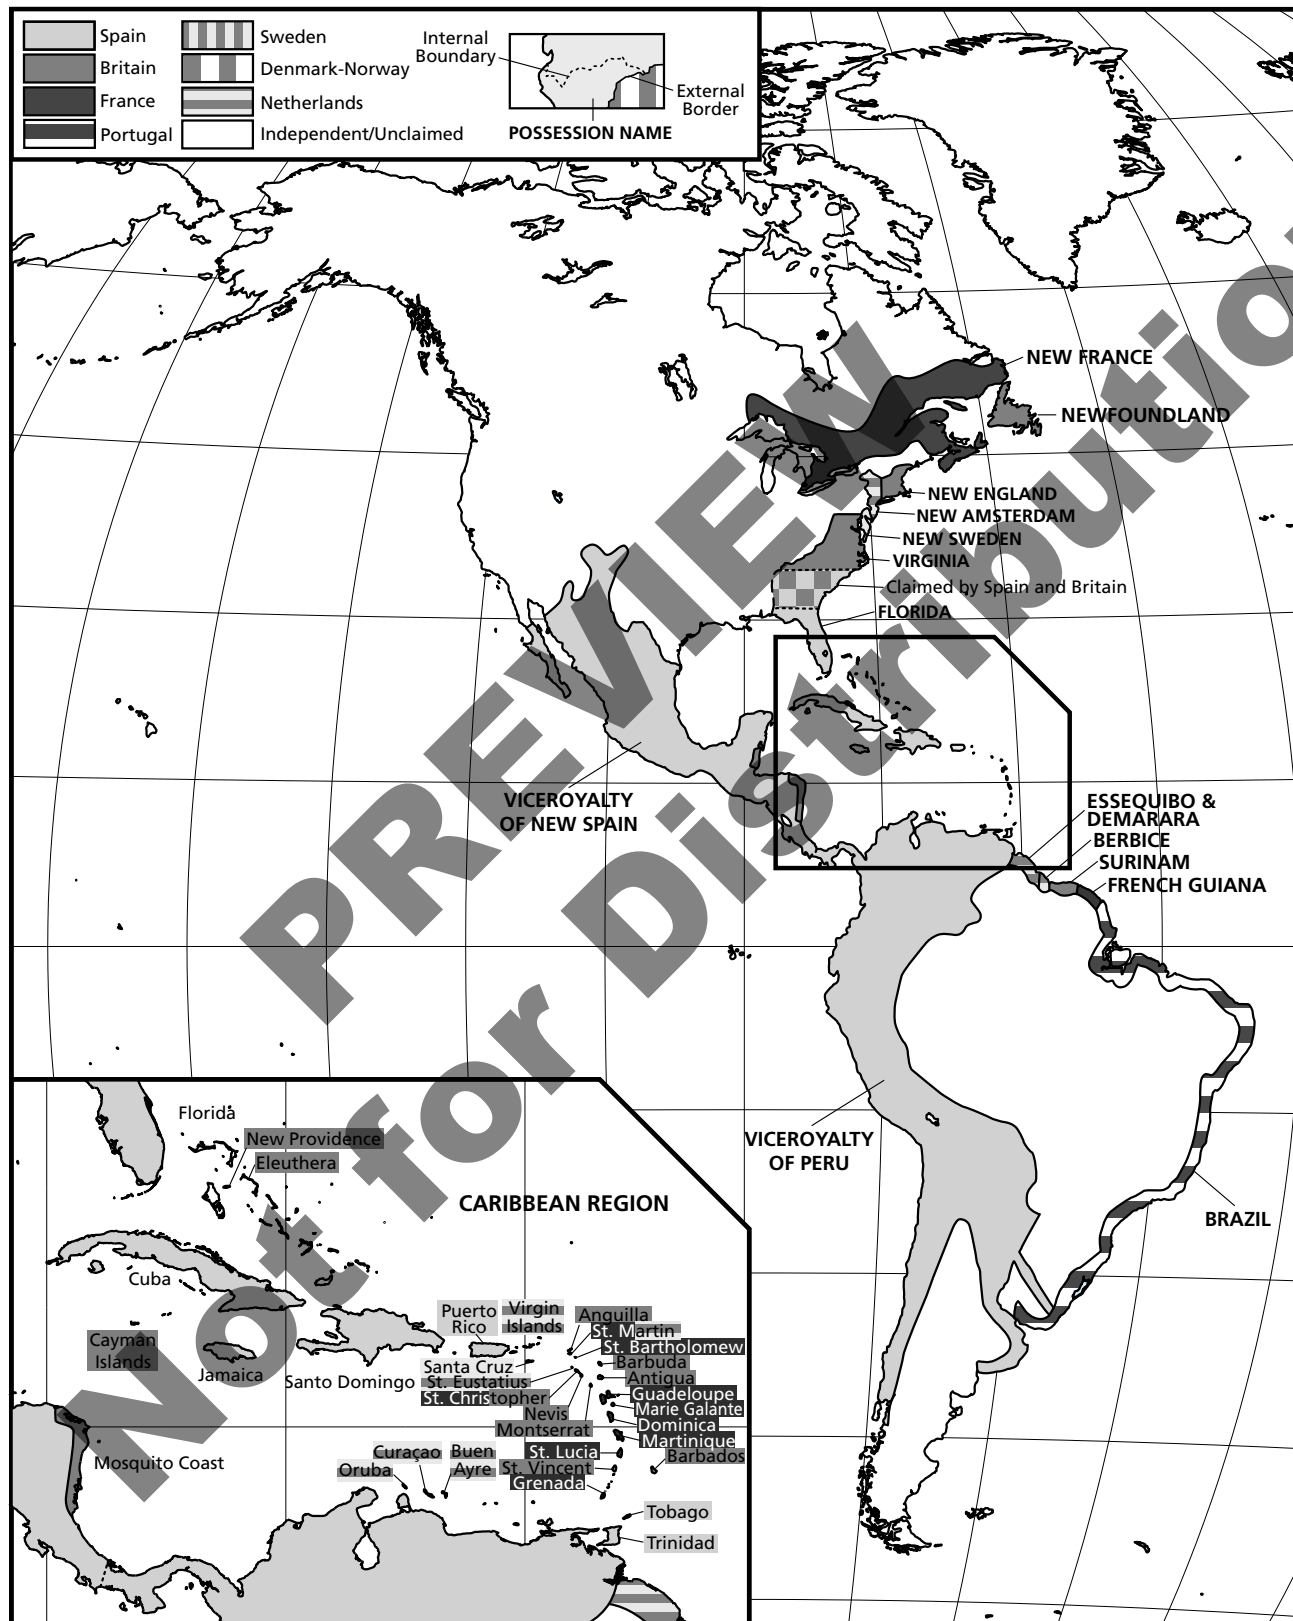 Spain
Britain
France
Portugal
Sweden
Denmark-Norway
Netherlands
Independent/Unclaimed
Internal
Boundary
External
Border
POSSESSION NAME
NEW FRANCE
NEWFOUNDLAND
NEW ENGLAND
NEW AMSTERDAM
NEW SWEDEN
VIRGINIA
Claimed by Spain and Britain
FLORIDA
VICEROYALTY
OF NEW SPAIN
ESSEQUIBO &
DEMARARA
BERBICE
SURINAM
FRENCH GUIANA
VICEROYALTY
OF PERU
BRAZIL
PREVIEW
Not for Distribution
CARIBBEAN REGION
Florida
New Providence
Eleuthera
Cuba
Cayman
Islands
Jamaica
Santo Domingo
Puerto
Rico
Virgin
Islands
Anguilla
St. Martin
St. Bartholomew
Santa Cruz
Barbuda
St. Eustatius
Antigua
St. Christopher
Guadeloupe
Nevis
Marie Galante
Montserrat
Dominica
Martinique
St. Lucia
Barbados
St. Vincent
Grenada
Mosquito Coast
Curaçao
Oruba
Buen
Ayre
Tobago
Trinidad